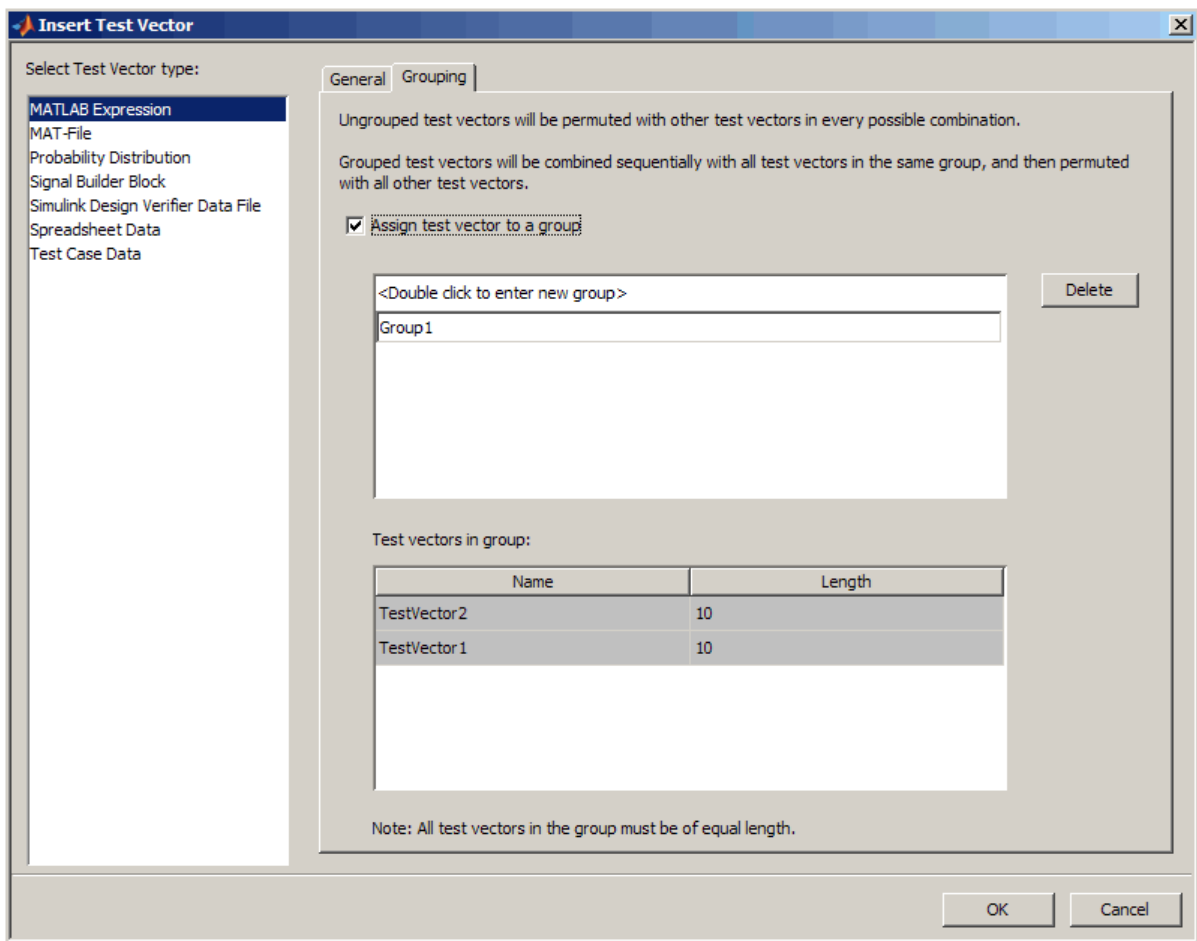 Insert Test Vector
Select Test Vector type:
MATLAB Expression
MAT-File
Probability Distribution
Signal Builder Block
Simulink Design Verifier Data File
Spreadsheet Data
Test Case Data
General Grouping
Ungrouped test vectors will be permuted with other test vectors in every possible combination.
Grouped test vectors will be combined sequentially with all test vectors in the same group, and then permuted
with all other test vectors.
Assign test vector to a group
<Double click to enter new group>
Delete
Group1
Test vectors in group:
Name Length
TestVector2 10
TestVector1 10
Note: All test vectors in the group must be of equal length.
OK Cancel